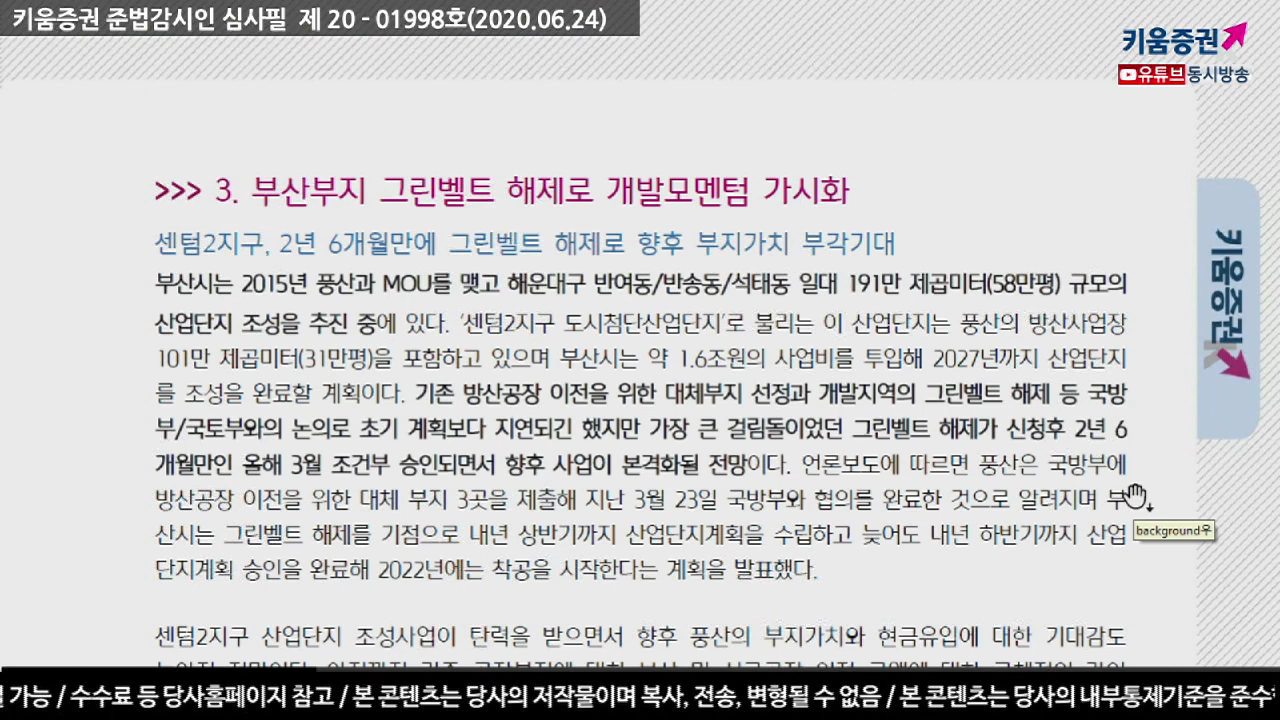 키움증권 준법감시인 심사필 제 20 - 01998호(2020.06.24)
키움증권
유튜브 동시방송
>>> 3. 부산부지 그린벨트 해제로 개발모멘텀 가시화
센텀2지구, 2년 6개월만에 그린벨트 해제로 향후 부지가치 부각기대
부산시는 2015년 풍산과 MOU를 맺고 해운대구 반여동/반송동/석태동 일대 191만 제곱미터(58만평) 규모의
산업단지 조성을 추진 중에 있다. '센텀2지구 도시첨단산업단지'로 불리는 이 산업단지는 풍산의 방산사업장
101만 제곱미터(31만평)을 포함하고 있으며 부산시는 약 1.6조원의 사업비를 투입해 2027년까지 산업단지
를 조성을 완료할 계획이다. 기존 방산공장 이전을 위한 대체부지 선정과 개발지역의 그린벨트 해제 등 국방
부/국토부와의 논의로 초기 계획보다 지연되긴 했지만 가장 큰 걸림돌이었던 그린벨트 해제가 신청후 2년 6
개월만인 올해 3월 조건부 승인되면서 향후 사업이 본격화될 전망이다. 언론보도에 따르면 풍산은 국방부에
방산공장 이전을 위한 대체 부지 3곳을 제출해 지난 3월 23일 국방부와 협의를 완료한 것으로 알려지며 부
산시는 그린벨트 해제를 기점으로 내년 상반기까지 산업단지계획을 수립하고 늦어도 내년 하반기까지 산업
단지계획 승인을 완료해 2022년에는 착공을 시작한다는 계획을 발표했다.
background우
키움증권
센텀2지구 산업단지 조성사업이 탄력을 받으면서 향후 풍산의 부지가치와 현금유입에 대한 기대감도
가능 / 수수료 등 당사홈페이지 참고 / 본 콘텐츠는 당사의 저작물이며 복사, 전송, 변형될 수 없음 / 본 콘텐츠는 당사의 내부통제기준을 준수